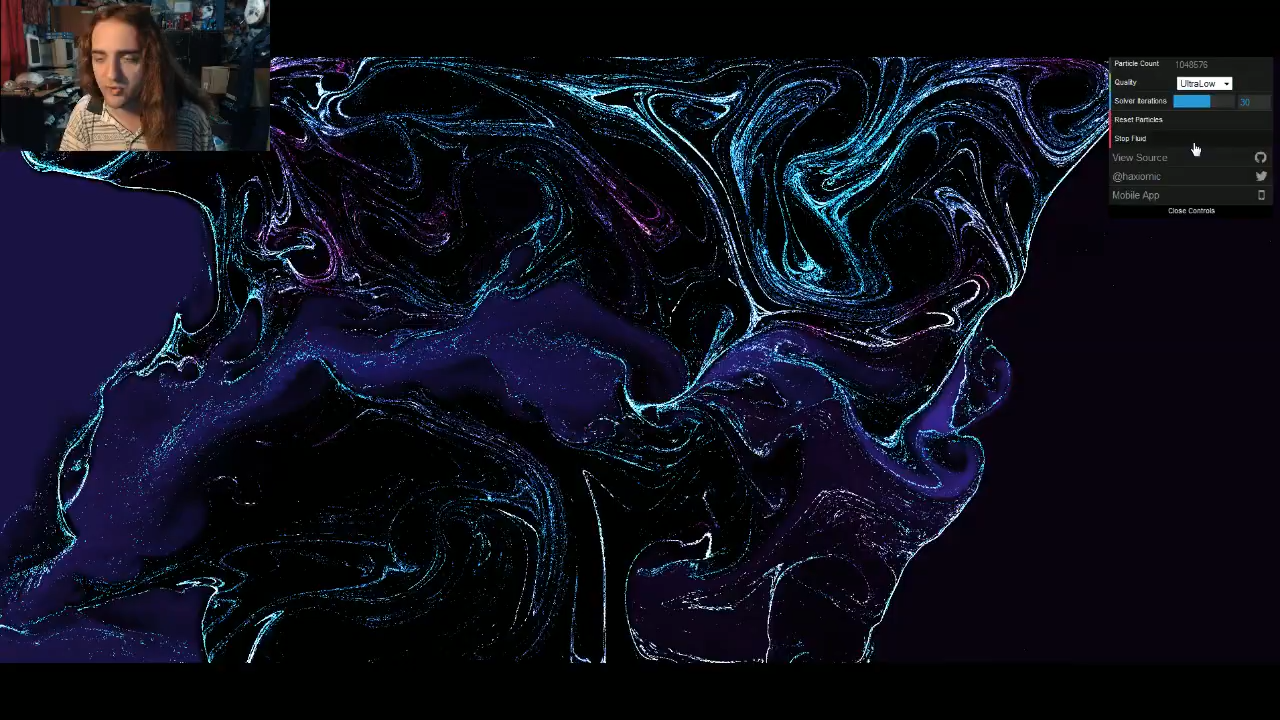 Particle Count 1048576
Quality UltraLow
Solver Iterations 30
Reset Particles
Stop Fluid
View Source
@haxiomic
Mobile App
Close Controls